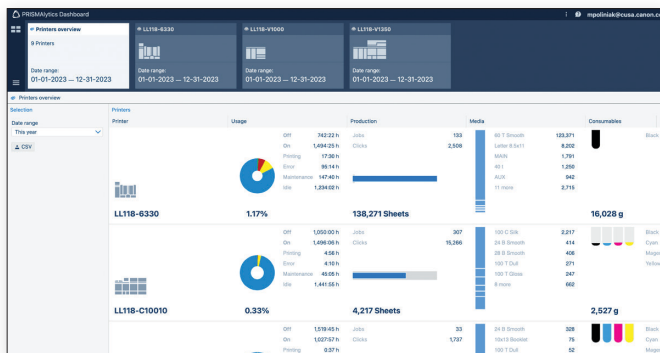 PRISMAlytics Dashboard
mpoliniak@cusa.canon.co
Printers overview
9 Printers
Date range:
01-01-2023 — 12-31-2023
LL118-6330
Date range:
01-01-2023 — 12-31-2023
LL118-V1000
Date range:
01-01-2023 — 12-31-2023
LL118-V1350
Date range:
01-01-2023 — 12-31-2023
Printers overview
Selection
Date range
This year
CSV
Printers
Printer Usage Production Media Consumables
Off 742:22 h Jobs 133 80 T Smooth 123,371 Black
On 1,494:25 h Clicks 2,508 Letter 8.5x11 8,202
Printing 17:30 h MAIN 1,791
Error 95:14 h 401 1,250
Maintenance 147:40 h AUX 942
Idle 1,234:02 h 11 more 2,715
LL118-6330 1.17% 138,271 Sheets 16,028 g
Off 1,050:00 h Jobs 307 100 C Silk 2,217 Black
On 1,496:06 h Clicks 15,266 24 B Smooth 414 Cyan
Printing 4:56 h 28 B Smooth 406 Mage
Error 4:10 h 100 T Dull 271 Yellow
Maintenance 45:05 h 100 T Gloss 247
Idle 1,441:55 h 8 more 662
LL118-C10010 0.33% 4,217 Sheets 2,527 g
Off 1,519:45 h Jobs 33 24 B Smooth 328 Black
On 1,027:57 h Clicks 1,737 18x12 Booklet 75 Cyan
Printing 0:37 h 100 T Dull 52 Mage